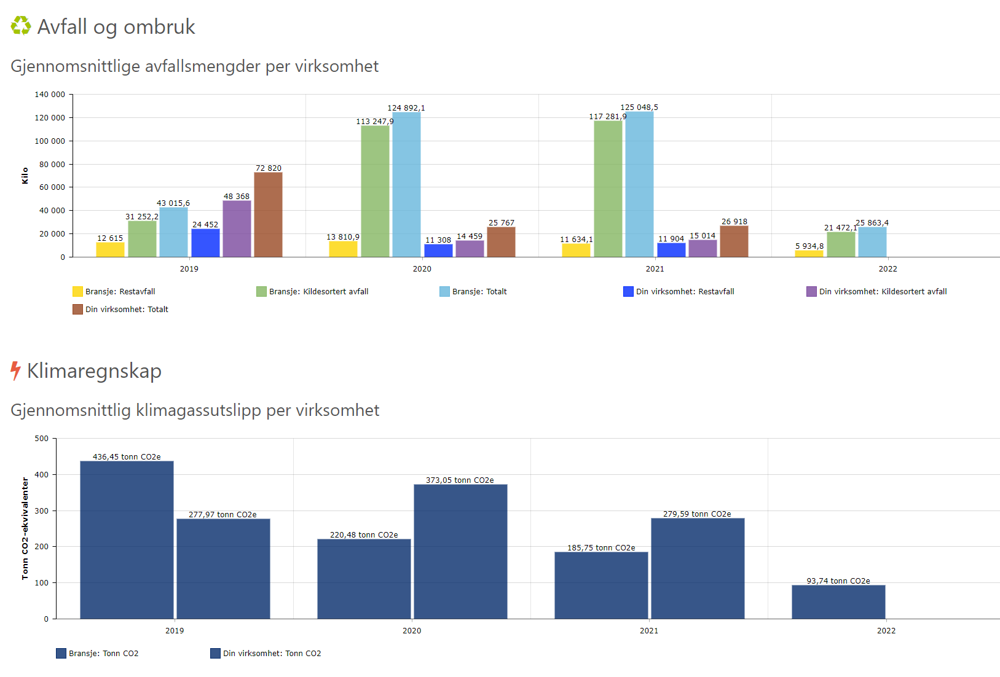 Avfall og ombruk
Gjennomsnittlige avfallsmengder per virksomhet
140 000
120 000
100 000
80 000
60 000
40 000
20 000
0
Kilo
12 615
31 252,2
43 015,6
24 452
48 368
72 820
13 810,9
113 247,9
124 892,1
11 308
14 459
25 767
11 634,1
117 281,9
125 048,5
11 904
15 014
26 918
5 934,8
21 472,1
25 863,4
2019
2020
2021
2022
Bransje: Restavfall
Bransje: Kildesortert avfall
Bransje: Totalt
Din virksomhet: Restavfall
Din virksomhet: Kildesortert avfall
Din virksomhet: Totalt
Klimaregnskap
Gjennomsnittlig klimagassutslipp per virksomhet
500
400
300
200
100
0
Tonn CO2-ekvivalenter
436,45 tonn CO2e
277,97 tonn CO2e
220,48 tonn CO2e
373,05 tonn CO2e
185,75 tonn CO2e
279,59 tonn CO2e
93,74 tonn CO2e
2019
2020
2021
2022
Bransje: Tonn CO2
Din virksomhet: Tonn CO2